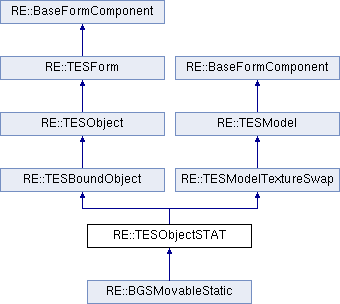 RE::BaseFormComponent
RE::TESForm RE::BaseFormComponent
RE::TESObject RE::TESModel
RE::TESBoundObject RE::TESModelTextureSwap
RE::TESObjectSTAT
RE::BGSMovableStatic